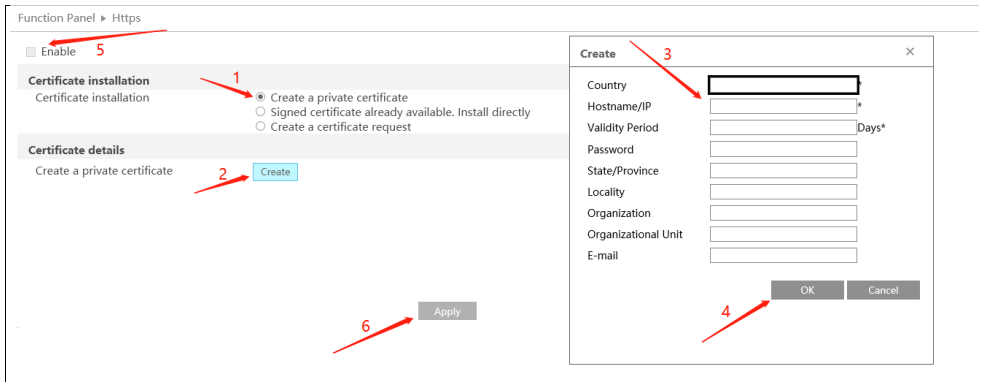 Function Panel ▸ Https
Enable 5
Certificate installation
Certificate installation
1
Create a private certificate
Signed certificate already available. Install directly
Create a certificate request
Certificate details
Create a private certificate
2
Create
6
Apply
Create ×
3
Country *
Hostname/IP *
Validity Period Days*
Password
State/Province
Locality
Organization
Organizational Unit
E-mail
OK Cancel
4